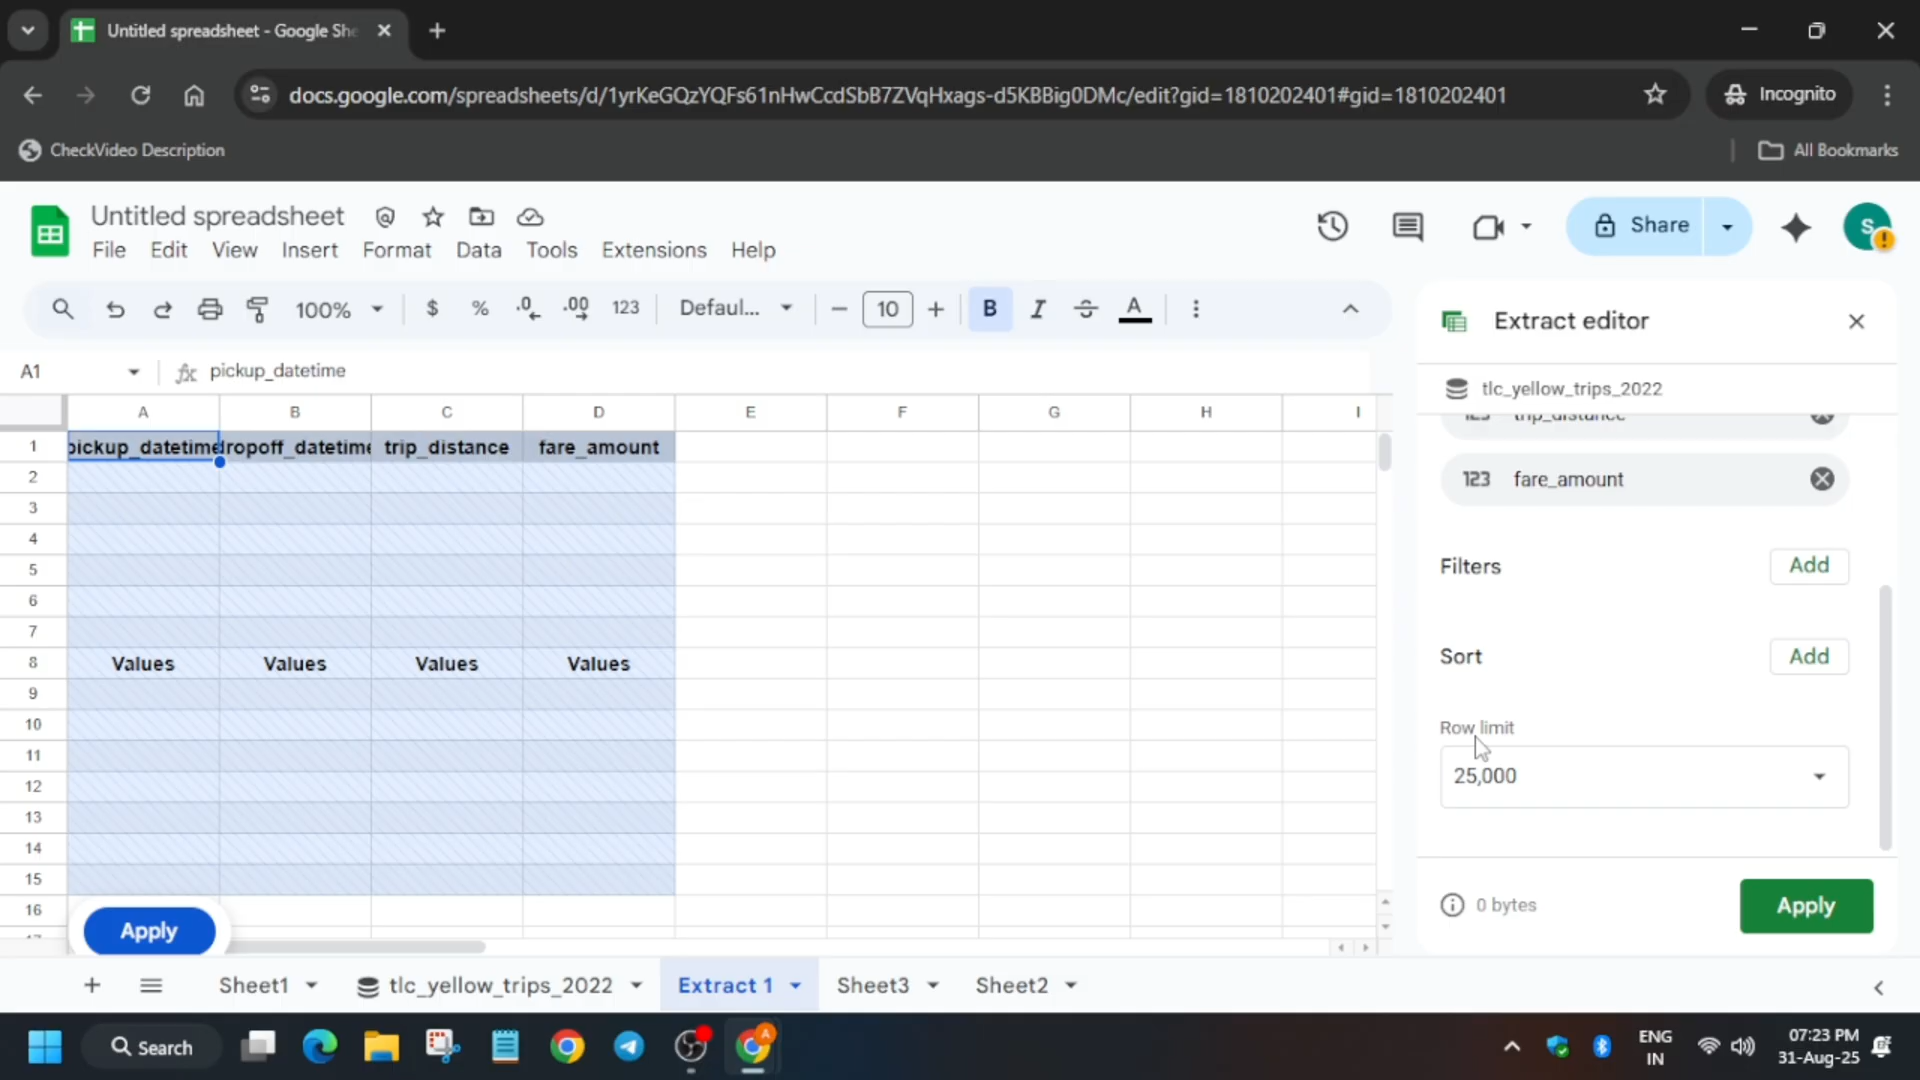 Untitled spreadsheet - Google She
docs.google.com/spreadsheets/d/1yrKeGQzYQFs61nHwCcdSbB7ZVqHxags-d5KBBig0DMc/edit?gid=1810202401#gid=1810202401
Incognito
CheckVideo Description
All Bookmarks
Untitled spreadsheet
File Edit View Insert Format Data Tools Extensions Help
Share
S
100% $ % .0 .00 123 Defaul... 10 B I A
Extract editor
A1 fx pickup_datetime
tlc_yellow_trips_2022
A B C D E F G H I
123 trip_distance
1 pickup_datetime dropoff_datetime trip_distance fare_amount
2
123 fare_amount
3
4
5
Filters Add
6
7
8 Values Values Values Values
Sort Add
9
10
Row limit
11
12
25,000
13
14
15
16
Apply
0 bytes
Apply
Sheet1 tlc_yellow_trips_2022 Extract 1 Sheet3 Sheet2
Search
ENG
IN
07:23 PM
31-Aug-25